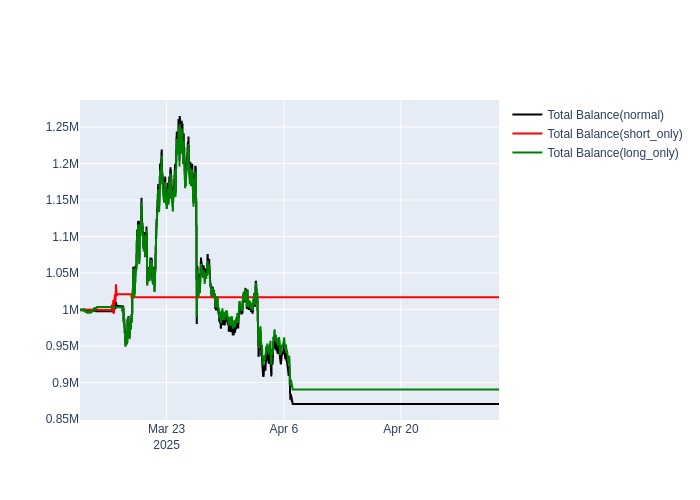 1.25M
1.2M
1.15M
1.1M
1.05M
1M
0.95M
0.9M
0.85M
Mar 23
2025
Apr 6
Apr 20
Total Balance(normal)
Total Balance(short_only)
Total Balance(long_only)